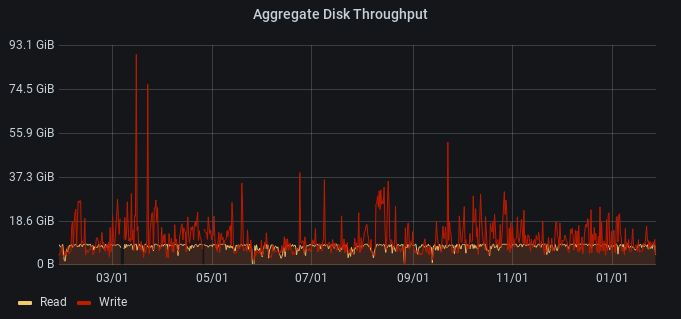 Aggregate Disk Throughput
93.1 GiB
74.5 GiB
55.9 GiB
37.3 GiB
18.6 GiB
0 B
03/01 05/01 07/01 09/01 11/01 01/01
Read Write